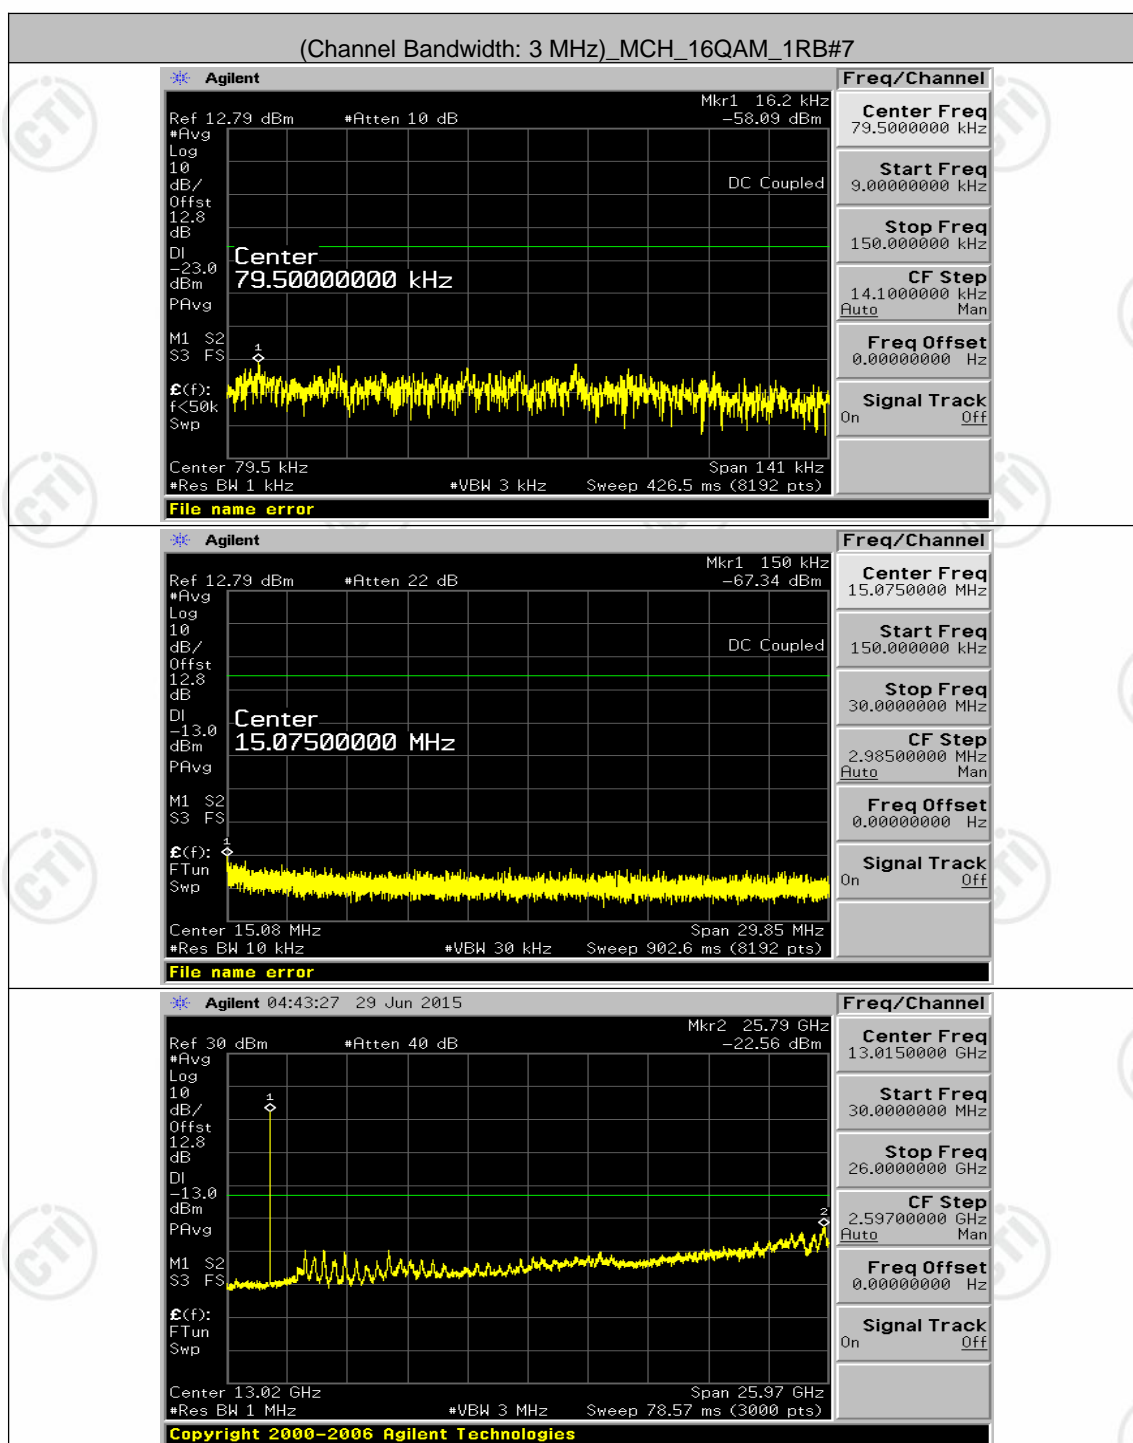 (Channel Bandwidth: 3 MHz)_MCH_16QAM_1RB#7
Agilent
Freq/Channel
Mkr1 16.2 kHz
Ref 12.79 dBm #Atten 10 dB -58.09 dBm
#Avg
Log
10
dB/
Offst
12.8
dB
DI
-23.0
dBm
PAvg
M1 S2
S3 FS
£(f):
f<50k
Swp
DC Coupled
Center
79.50000000 kHz
1
Center 79.5 kHz Span 141 kHz
#Res BW 1 kHz #VBW 3 kHz Sweep 426.5 ms (8192 pts)
File name error
Center Freq
79.5000000 kHz
Start Freq
9.00000000 kHz
Stop Freq
150.000000 kHz
CF Step
14.1000000 kHz
Auto Man
Freq Offset
0.00000000 Hz
Signal Track
On Off
Agilent
Freq/Channel
Mkr1 150 kHz
Ref 12.79 dBm #Atten 22 dB -67.34 dBm
#Avg
Log
10
dB/
Offst
12.8
dB
DI
-13.0
dBm
PAvg
M1 S2
S3 FS
£(f):
FTun
Swp
DC Coupled
Center
15.07500000 MHz
1
Center 15.08 MHz Span 29.85 MHz
#Res BW 10 kHz #VBW 30 kHz Sweep 902.6 ms (8192 pts)
File name error
Center Freq
15.0750000 MHz
Start Freq
150.000000 kHz
Stop Freq
30.0000000 MHz
CF Step
2.98500000 MHz
Auto Man
Freq Offset
0.00000000 Hz
Signal Track
On Off
Agilent 04:43:27 29 Jun 2015
Freq/Channel
Mkr2 25.79 GHz
Ref 30 dBm #Atten 40 dB -22.56 dBm
#Avg
Log
10
dB/
Offst
12.8
dB
DI
-13.0
dBm
PAvg
M1 S2
S3 FS
£(f):
FTun
Swp
1
2
Center 13.02 GHz Span 25.97 GHz
#Res BW 1 MHz #VBW 3 MHz Sweep 78.57 ms (3000 pts)
Copyright 2000-2006 Agilent Technologies
Center Freq
13.0150000 GHz
Start Freq
30.0000000 MHz
Stop Freq
26.0000000 GHz
CF Step
2.59700000 GHz
Auto Man
Freq Offset
0.00000000 Hz
Signal Track
On Off
CTI
CTI
CTI
CTI